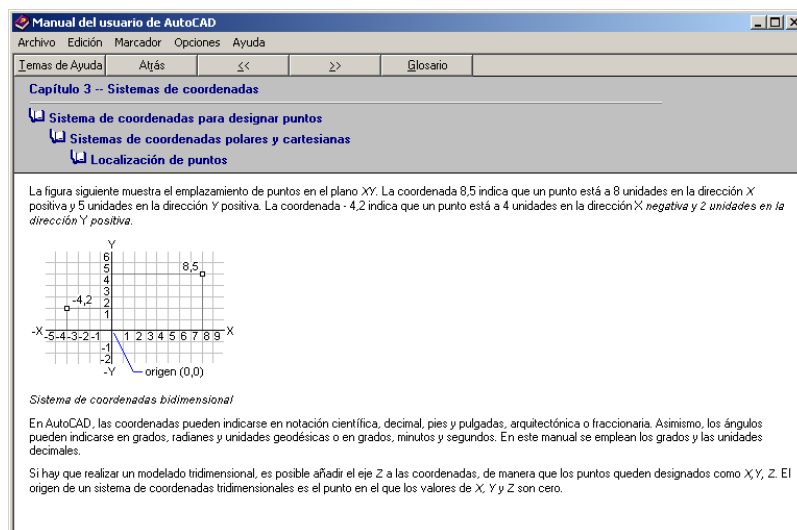 Manual del usuario de AutoCAD
Archivo Edición Marcador Opciones Ayuda
Temas de Ayuda Atrás << >> Glosario
Capítulo 3 -- Sistemas de coordenadas
Sistema de coordenadas para designar puntos
Sistemas de coordenadas polares y cartesianas
Localización de puntos
La figura siguiente muestra el emplazamiento de puntos en el plano XY. La coordenada 8,5 indica que un punto está a 8 unidades en la dirección X
positiva y 5 unidades en la dirección Y positiva. La coordenada - 4,2 indica que un punto está a 4 unidades en la dirección X negativa y 2 unidades en la
dirección Y positiva.
Y
6
5
4
3
2
1
8,5
-4,2
-X -5-4-3-2-1 1 2 3 4 5 6 7 8 9 X
-1
-2
-Y
origen (0,0)
Sistema de coordenadas bidimensional
En AutoCAD, las coordenadas pueden indicarse en notación científica, decimal, pies y pulgadas, arquitectónica o fraccionaria. Asimismo, los ángulos
pueden indicarse en grados, radianes y unidades geodésicas o en grados, minutos y segundos. En este manual se emplean los grados y las unidades
decimales.
Si hay que realizar un modelado tridimensional, es posible añadir el eje Z a las coordenadas, de manera que los puntos queden designados como X,Y, Z. El
origen de un sistema de coordenadas tridimensionales es el punto en el que los valores de X, Y y Z son cero.